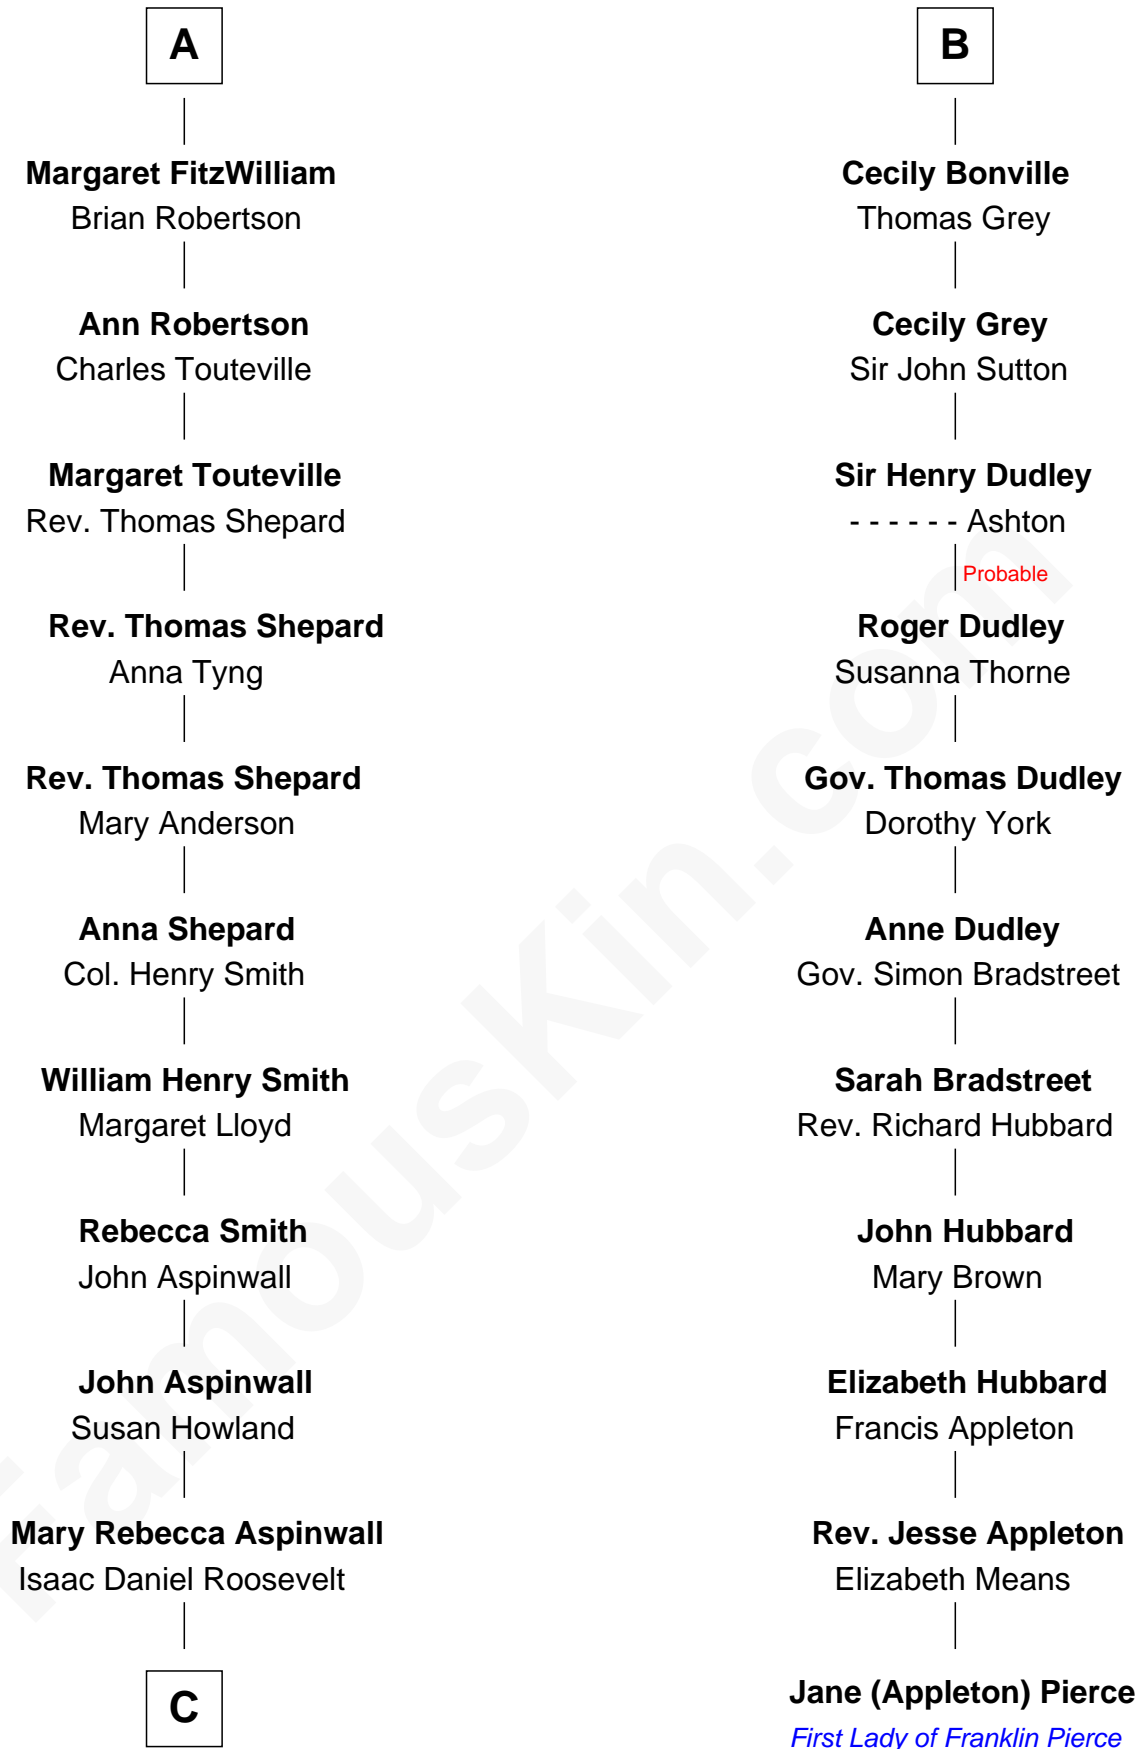 A
Margaret FitzWilliam
Brian Robertson
Ann Robertson
Charles Touteville
Margaret Touteville
Rev. Thomas Shepard
Rev. Thomas Shepard
Anna Tyng
Rev. Thomas Shepard
Mary Anderson
Anna Shepard
Col. Henry Smith
William Henry Smith
Margaret Lloyd
Rebecca Smith
John Aspinwall
John Aspinwall
Susan Howland
Mary Rebecca Aspinwall
Isaac Daniel Roosevelt
C
B
Cecily Bonville
Thomas Grey
Cecily Grey
Sir John Sutton
Sir Henry Dudley
- - - - - - Ashton
Probable
Roger Dudley
Susanna Thorne
Gov. Thomas Dudley
Dorothy York
Anne Dudley
Gov. Simon Bradstreet
Sarah Bradstreet
Rev. Richard Hubbard
John Hubbard
Mary Brown
Elizabeth Hubbard
Francis Appleton
Rev. Jesse Appleton
Elizabeth Means
Jane (Appleton) Pierce
First Lady of Franklin Pierce
FamousKin.com